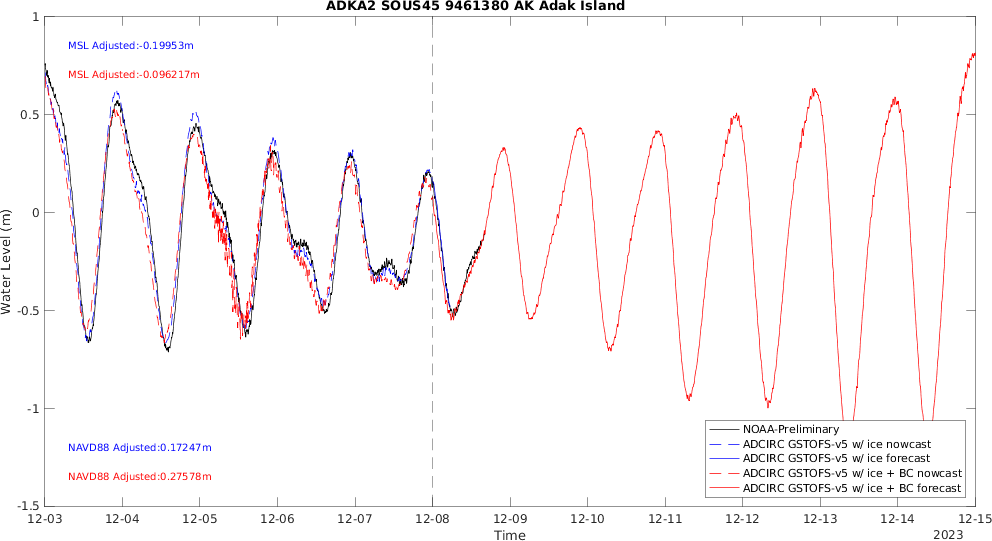 ADKA2 SOUS45 9461380 AK Adak Island
MSL Adjusted:-0.19953m
MSL Adjusted:-0.096217m
NAVD88 Adjusted:0.17247m
NAVD88 Adjusted:0.27578m
Water Level (m)
1
0.5
0
-0.5
-1
-1.5
NOAA-Preliminary
ADCIRC GSTOFS-v5 w/ ice nowcast
ADCIRC GSTOFS-v5 w/ ice forecast
ADCIRC GSTOFS-v5 w/ ice + BC nowcast
ADCIRC GSTOFS-v5 w/ ice + BC forecast
12-03 12-04 12-05 12-06 12-07 12-08 12-09 12-10 12-11 12-12 12-13 12-14 12-15
Time
2023